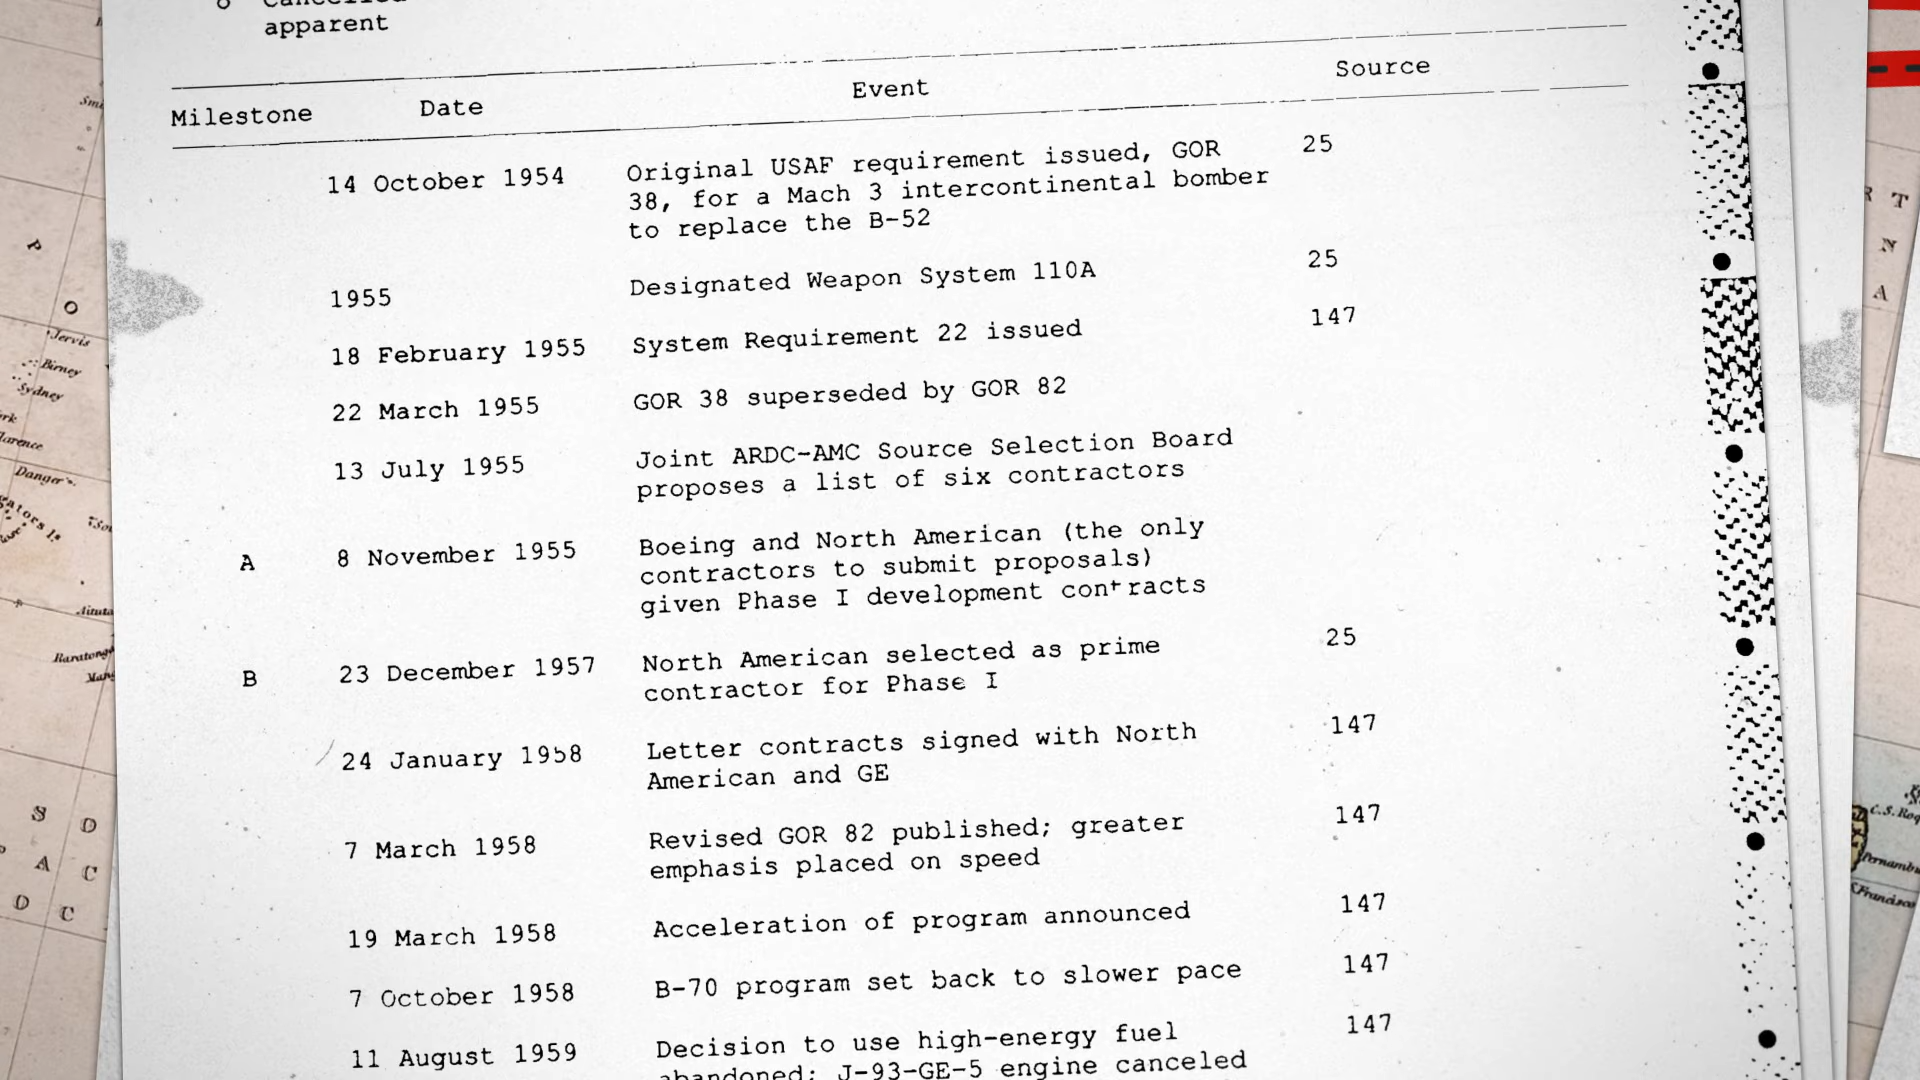 apparent
Milestone Date Event Source
14 October 1954 Original USAF requirement issued, GOR 25
38, for a Mach 3 intercontinental bomber
to replace the B-52
1955 Designated Weapon System 110A 25
18 February 1955 System Requirement 22 issued 147
22 March 1955 GOR 38 superseded by GOR 82
13 July 1955 Joint ARDC-AMC Source Selection Board
proposes a list of six contractors
A 8 November 1955 Boeing and North American (the only
contractors to submit proposals)
given Phase I development contracts
B 23 December 1957 North American selected as prime 25
contractor for Phase I
24 January 1958 Letter contracts signed with North 147
American and GE
7 March 1958 Revised GOR 82 published; greater 147
emphasis placed on speed
19 March 1958 Acceleration of program announced 147
7 October 1958 B-70 program set back to slower pace 147
11 August 1959 Decision to use high-energy fuel 147
abandoned; J-93-GE-5 engine canceled
Jervis
Birney
Sydney
Danger
Pernambu